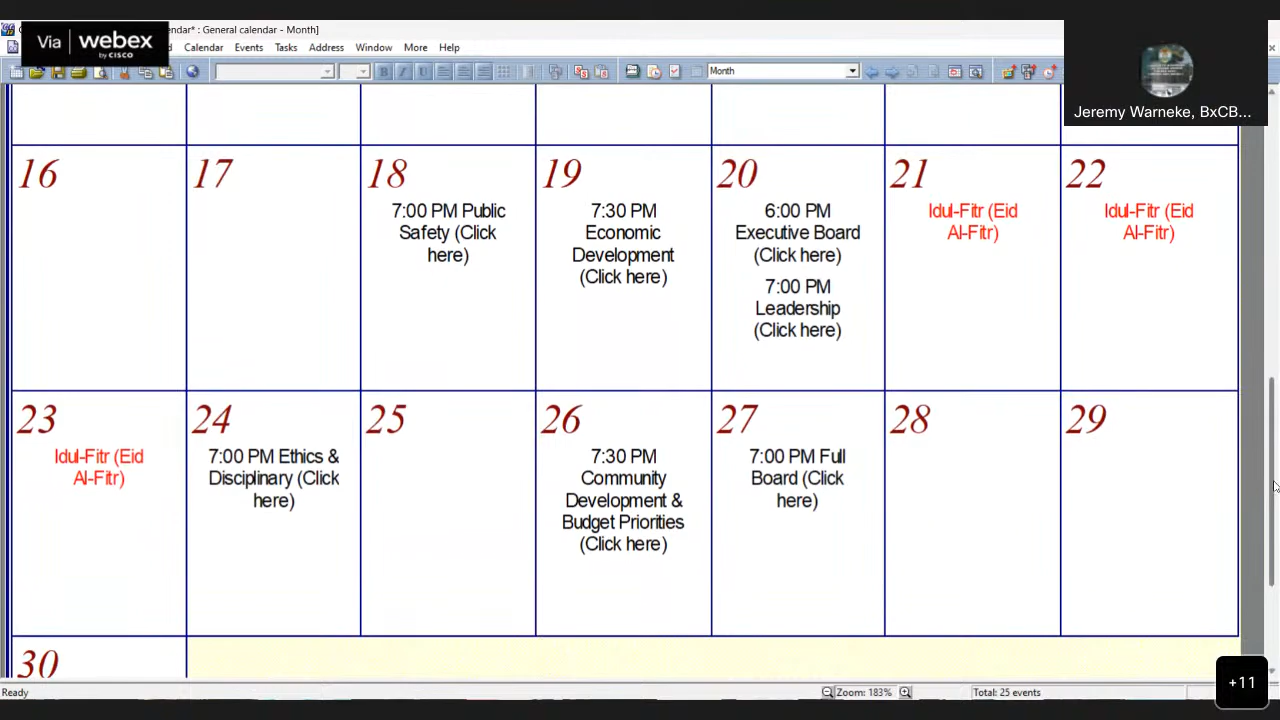 Via webex
by CISCO
ndar* : General calendar - Month]
Calendar Events Tasks Address Window More Help
Month
Jeremy Warneke, BxCB...
16 17 18 19 20 21 22
7:00 PM Public
Safety (Click
here)
7:30 PM
Economic
Development
(Click here)
6:00 PM
Executive Board
(Click here)
7:00 PM
Leadership
(Click here)
Idul-Fitr (Eid
Al-Fitr)
Idul-Fitr (Eid
Al-Fitr)
23 24 25 26 27 28 29
Idul-Fitr (Eid
Al-Fitr)
7:00 PM Ethics &
Disciplinary (Click
here)
7:30 PM
Community
Development &
Budget Priorities
(Click here)
7:00 PM Full
Board (Click
here)
30
Ready
Zoom: 183%
Total: 25 events
+11